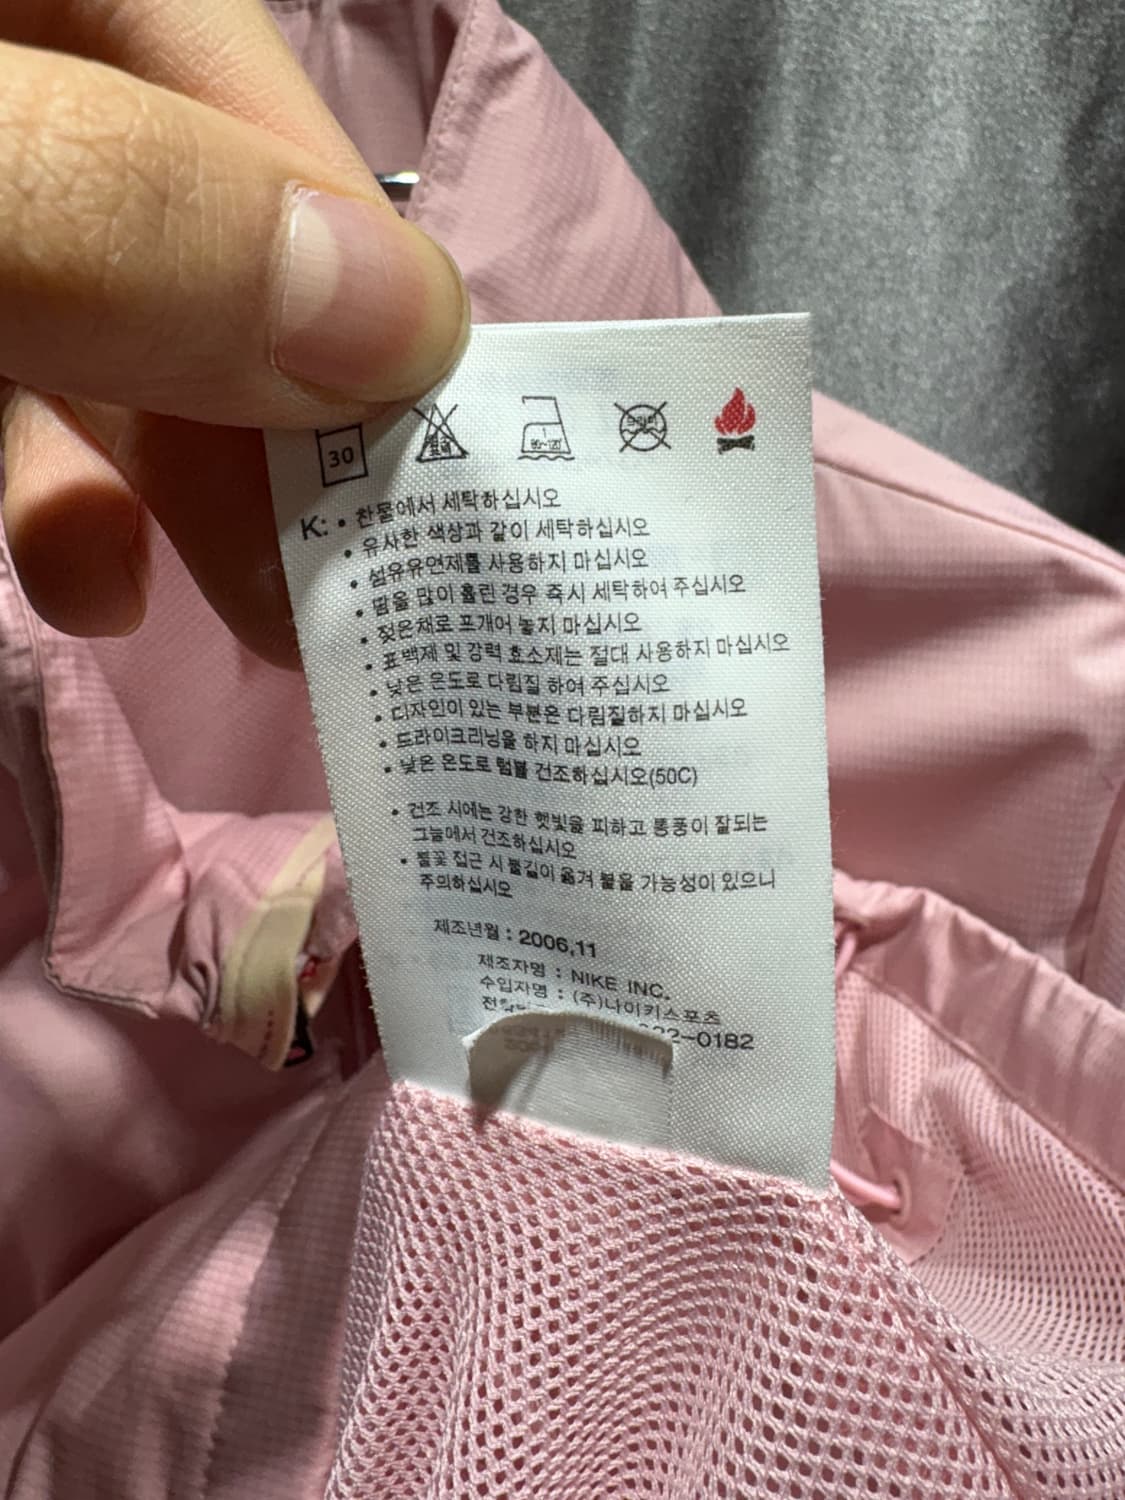 30
표백
80~120
드라이
K: • 찬물에서 세탁하십시오
• 유사한 색상과 같이 세탁하십시오
• 섬유유연제를 사용하지 마십시오
• 땀을 많이 흘린 경우 즉시 세탁하여 주십시오
• 젖은채로 포개어 놓지 마십시오
• 표백제 및 강력 효소제는 절대 사용하지 마십시오
• 낮은 온도로 다림질 하여 주십시오
• 디자인이 있는 부분은 다림질하지 마십시오
• 드라이크리닝을 하지 마십시오
• 낮은 온도로 텀블 건조하십시오(50C)
• 건조 시에는 강한 햇빛을 피하고 통풍이 잘되는
그늘에서 건조하십시오
• 불꽃 접근 시 불길이 옮겨 붙을 가능성이 있으니
주의하십시오
제조년월 : 2006,11
제조자명 : NIKE INC.
수입자명 : (주)나이키스포츠
22-0182